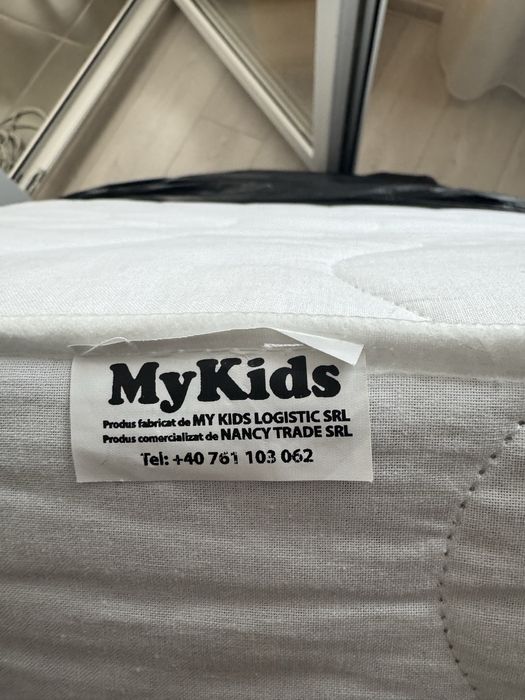 MyKids
Produs fabricat de MY KIDS LOGISTIC SRL
Produs comercializat de NANCY TRADE SRL
Tel: +40 761 103 062